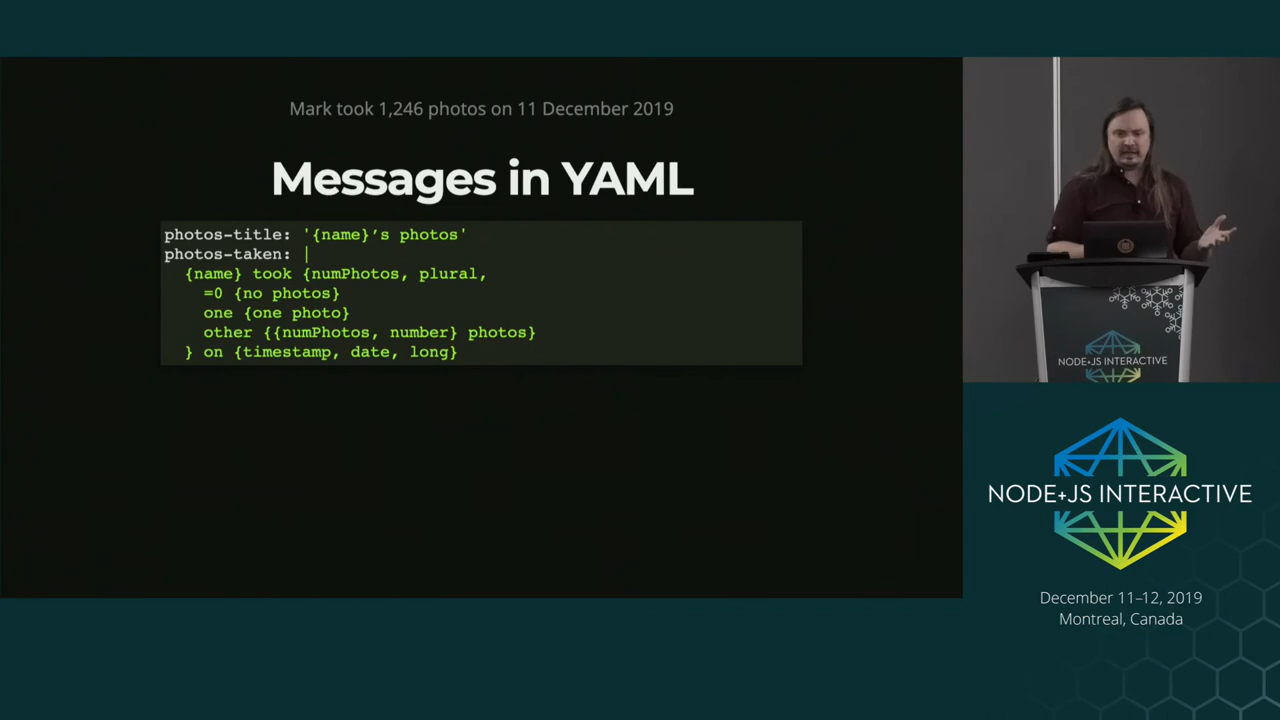 Mark took 1,246 photos on 11 December 2019
Messages in YAML
photos-title: '{name}’s photos'
photos-taken: |
  {name} took {numPhotos, plural,
    =0 {no photos}
    one {one photo}
    other {{numPhotos, number} photos}
  } on {timestamp, date, long}
NODE+JS INTERACTIVE
NODE+JS INTERACTIVE
December 11–12, 2019
Montreal, Canada